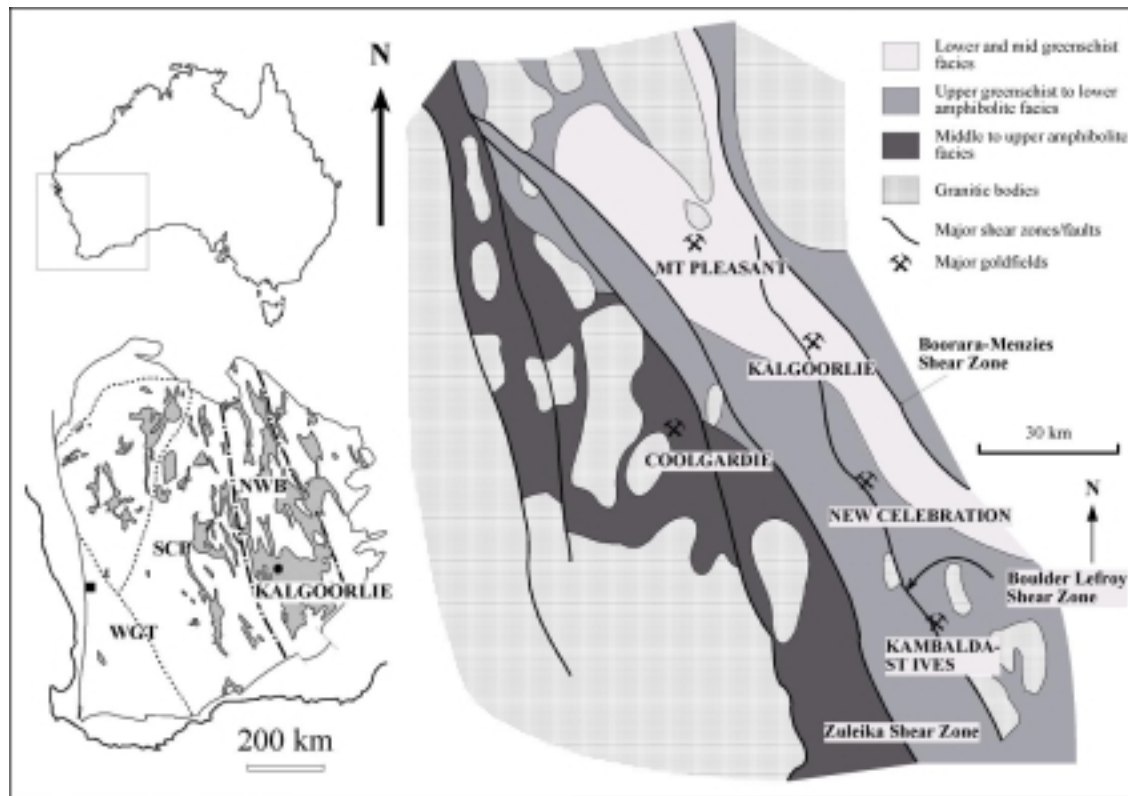 N
Lower and mid greenschist
facies
Upper greenschist to lower
amphibolite facies
Middle to upper amphibolite
facies
Granitic bodies
Major shear zones/faults
Major goldfields
MT PLEASANT
KALGOORLIE
Boorara-Menzies
Shear Zone
30 km
COOLGARDIE
N
NEW CELEBRATION
Boulder Lefroy
Shear Zone
KAMBALDA-
ST IVES
Zuleika Shear Zone
NWB
SCP
KALGOORLIE
WGT
200 km